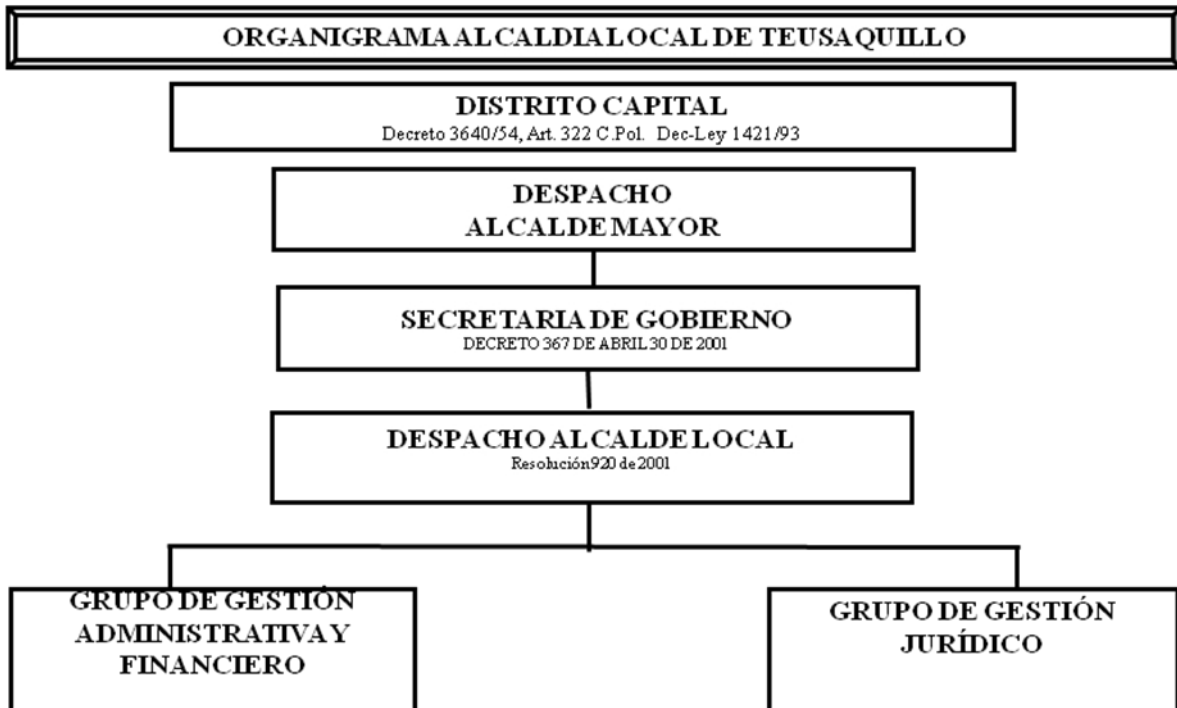 ORGANIGRAMA ALCALDIA LOCAL DE TEUSAQUILLO
DISTRITO CAPITAL
Decreto 3640/54, Art. 322 C.Pol. Dec-Ley 1421/93
DESPACHO
ALCALDE MAYOR
SECRETARIA DE GOBIERNO
DECRETO 367 DE ABRIL 30 DE 2001
DESPACHO ALCALDE LOCAL
Resolución 920 de 2001
GRUPO DE GESTIÓN
ADMINISTRATIVA Y
FINANCIERO
GRUPO DE GESTIÓN
JURÍDICO